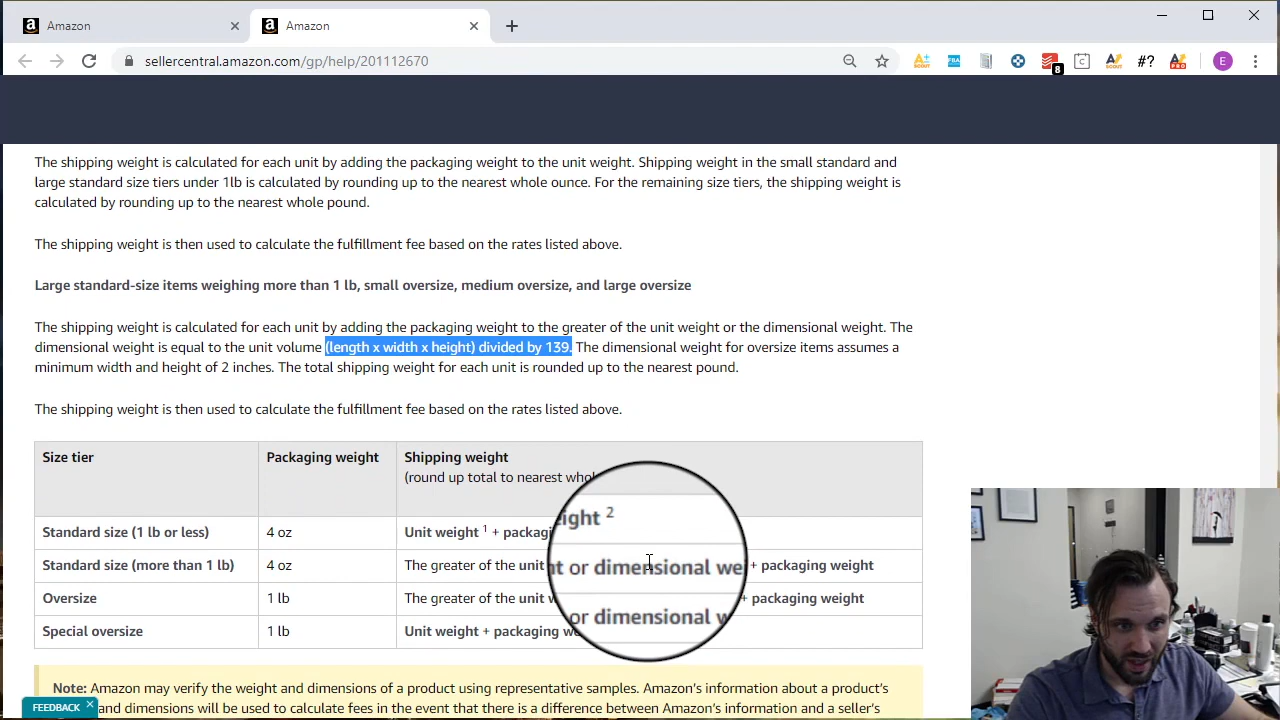 Amazon
Amazon
sellercentral.amazon.com/gp/help/201112670
8
#?
E
The shipping weight is calculated for each unit by adding the packaging weight to the unit weight. Shipping weight in the small standard and
large standard size tiers under 1lb is calculated by rounding up to the nearest whole ounce. For the remaining size tiers, the shipping weight is
calculated by rounding up to the nearest whole pound.
The shipping weight is then used to calculate the fulfillment fee based on the rates listed above.
Large standard-size items weighing more than 1 lb, small oversize, medium oversize, and large oversize
The shipping weight is calculated for each unit by adding the packaging weight to the greater of the unit weight or the dimensional weight. The
dimensional weight is equal to the unit volume (length x width x height) divided by 139. The dimensional weight for oversize items assumes a
minimum width and height of 2 inches. The total shipping weight for each unit is rounded up to the nearest pound.
The shipping weight is then used to calculate the fulfillment fee based on the rates listed above.
Size tier Packaging weight Shipping weight
(round up total to nearest who
Standard size (1 lb or less) 4 oz Unit weight 1 + packag eight 2
Standard size (more than 1 lb) 4 oz The greater of the unit ht or dimensional we + packaging weight
Oversize 1 lb The greater of the unit w or dimensional w + packaging weight
Special oversize 1 lb Unit weight + packaging we
Note: Amazon may verify the weight and dimensions of a product using representative samples. Amazon's information about a product's
FEEDBACK and dimensions will be used to calculate fees in the event that there is a difference between Amazon's information and a seller's